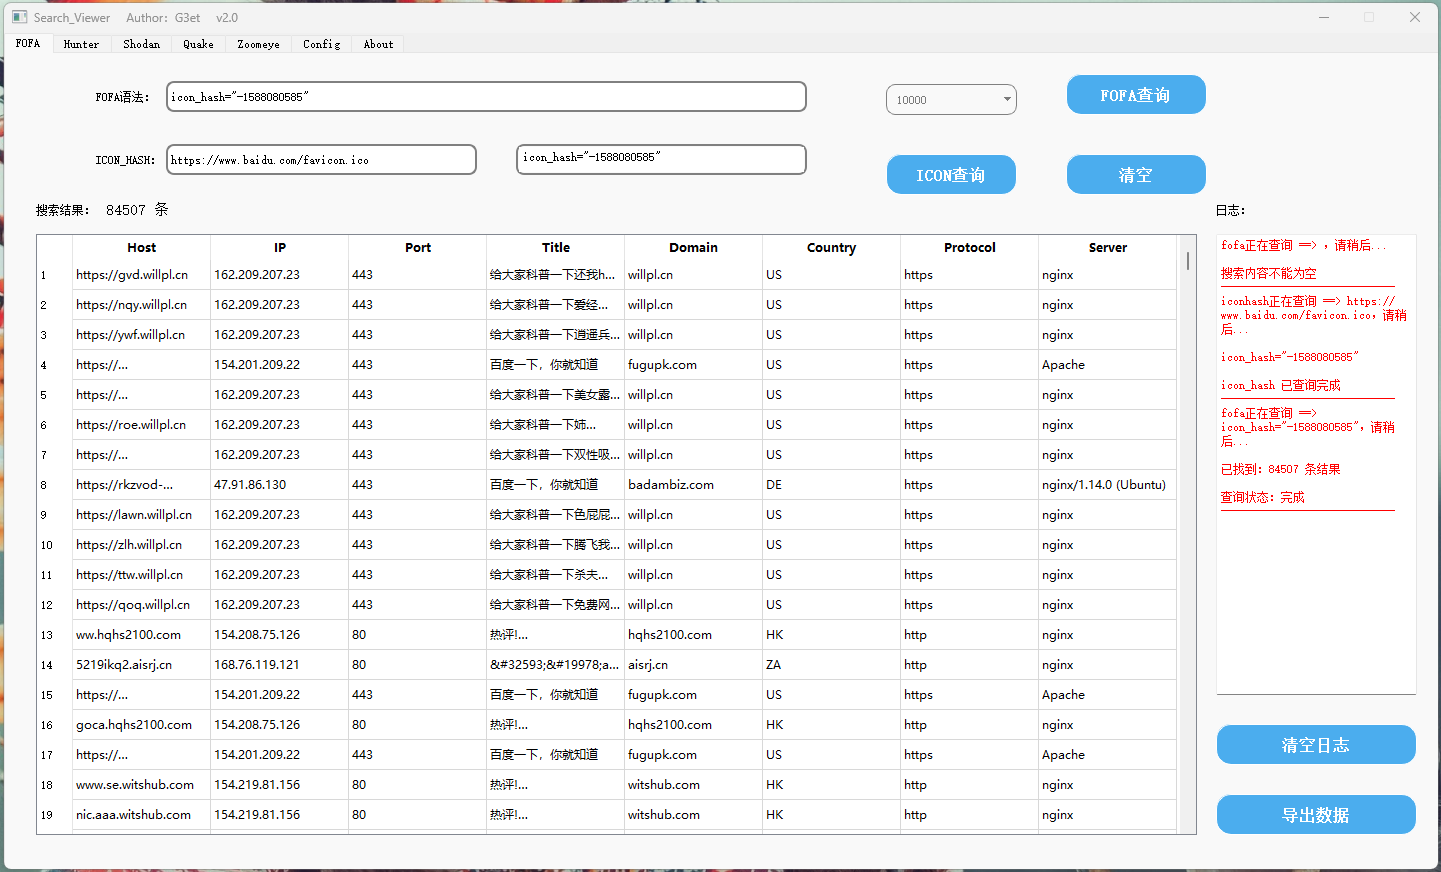 Search_Viewer Author: G3et v2.0
FOFA Hunter Shodan Quake Zoomeye Config About
FOFA语法： icon_hash="-1588080585" 10000 FOFA查询
ICON_HASH: https://www.baidu.com/favicon.ico icon_hash="-1588080585" ICON查询 清空
搜索结果： 84507 条 日志：
Host IP Port Title Domain Country Protocol Server
1 https://gvd.willpl.cn 162.209.207.23 443 给大家科普一下还我h... willpl.cn US https nginx
2 https://nqy.willpl.cn 162.209.207.23 443 给大家科普一下爱经... willpl.cn US https nginx
3 https://ywf.willpl.cn 162.209.207.23 443 给大家科普一下逍遥兵... willpl.cn US https nginx
4 https://... 154.201.209.22 443 百度一下，你就知道 fugupk.com US https Apache
5 https://... 162.209.207.23 443 给大家科普一下美女露... willpl.cn US https nginx
6 https://roe.willpl.cn 162.209.207.23 443 给大家科普一下姊... willpl.cn US https nginx
7 https://... 162.209.207.23 443 给大家科普一下双性吸... willpl.cn US https nginx
8 https://rkzvod-... 47.91.86.130 443 百度一下，你就知道 badambiz.com DE https nginx/1.14.0 (Ubuntu)
9 https://lawn.willpl.cn 162.209.207.23 443 给大家科普一下色屁屁... willpl.cn US https nginx
10 https://zlh.willpl.cn 162.209.207.23 443 给大家科普一下腾飞我... willpl.cn US https nginx
11 https://ttw.willpl.cn 162.209.207.23 443 给大家科普一下杀夫... willpl.cn US https nginx
12 https://qoq.willpl.cn 162.209.207.23 443 给大家科普一下免费网... willpl.cn US https nginx
13 ww.hqhs2100.com 154.208.75.126 80 热评!... hqhs2100.com HK http nginx
14 5219ikq2.aisrj.cn 168.76.119.121 80 &#32593;&#19978;a... aisrj.cn ZA http nginx
15 https://... 154.201.209.22 443 百度一下，你就知道 fugupk.com US https Apache
16 goca.hqhs2100.com 154.208.75.126 80 热评!... hqhs2100.com HK http nginx
17 https://... 154.201.209.22 443 百度一下，你就知道 fugupk.com US https Apache
18 www.se.witshub.com 154.219.81.156 80 热评!... witshub.com HK http nginx
19 nic.aaa.witshub.com 154.219.81.156 80 热评!... witshub.com HK http nginx
fofa正在查询 ==> ，请稍后...
搜索内容不能为空
iconhash正在查询 ==> https://
www.baidu.com/favicon.ico，请稍
后...
icon_hash="-1588080585"
icon_hash 已查询完成
fofa正在查询 ==>
icon_hash="-1588080585"，请稍
后...
已找到：84507 条结果
查询状态：完成
清空日志
导出数据